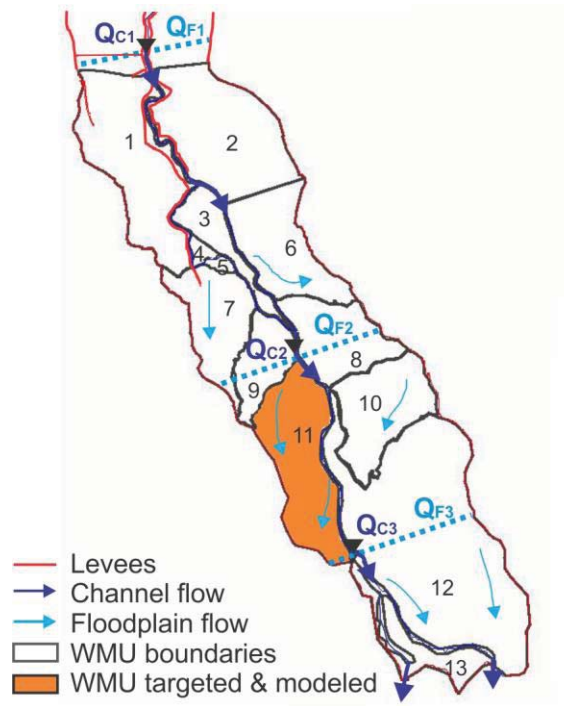 QC1 QF1
1
2
3
4
5
6
7
QC2 QF2
8
9
10
11
QC3 QF3
12
13
Levees
Channel flow
Floodplain flow
WMU boundaries
WMU targeted & modeled